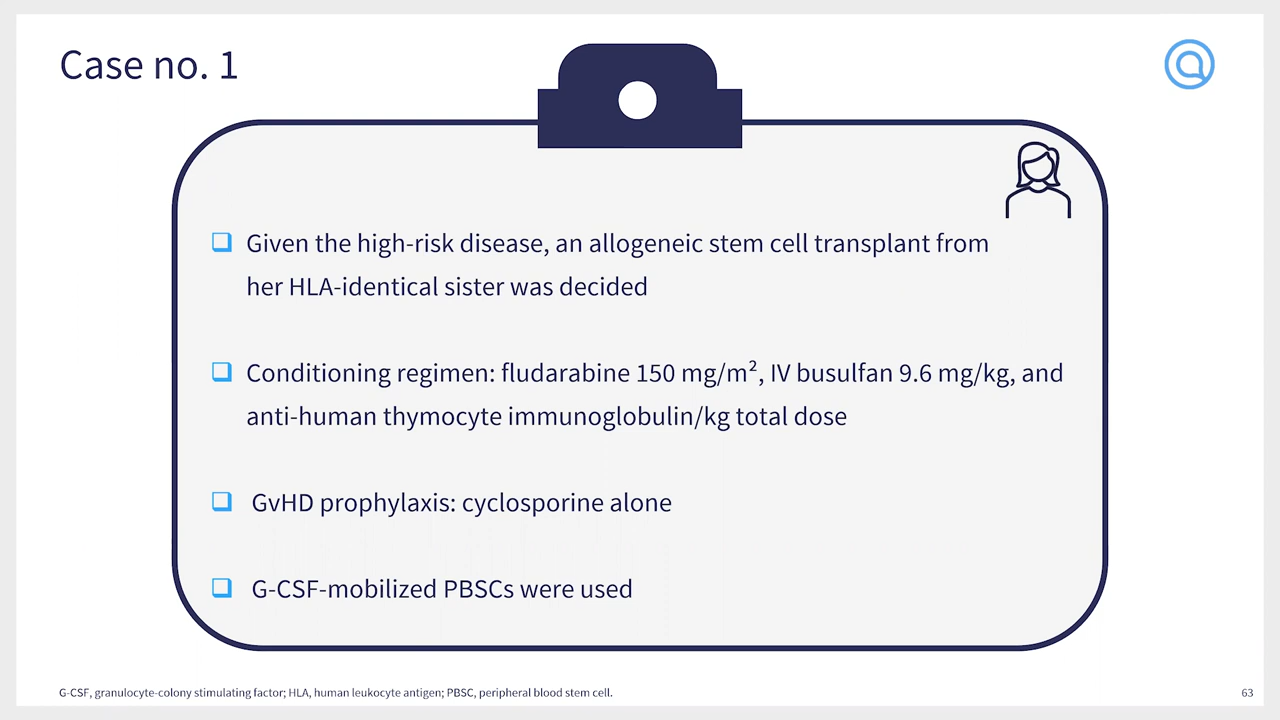 Case no. 1
Given the high-risk disease, an allogeneic stem cell transplant from
her HLA-identical sister was decided
Conditioning regimen: fludarabine 150 mg/m², IV busulfan 9.6 mg/kg, and
anti-human thymocyte immunoglobulin/kg total dose
GvHD prophylaxis: cyclosporine alone
G-CSF-mobilized PBSCs were used
G-CSF, granulocyte-colony stimulating factor; HLA, human leukocyte antigen; PBSC, peripheral blood stem cell.
63